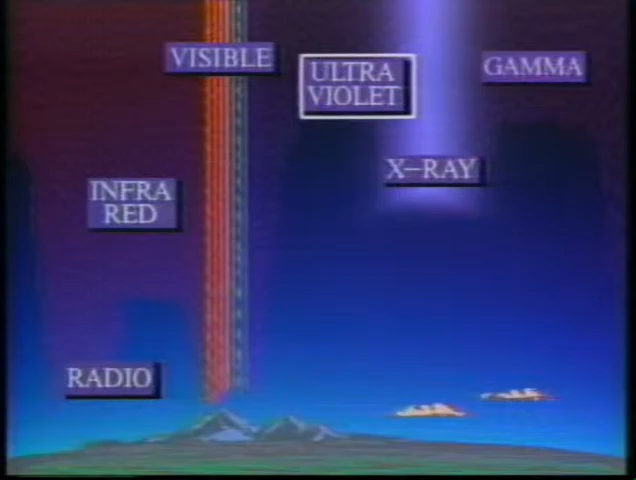 VISIBLE
ULTRA
VIOLET
GAMMA
X-RAY
INFRA
RED
RADIO